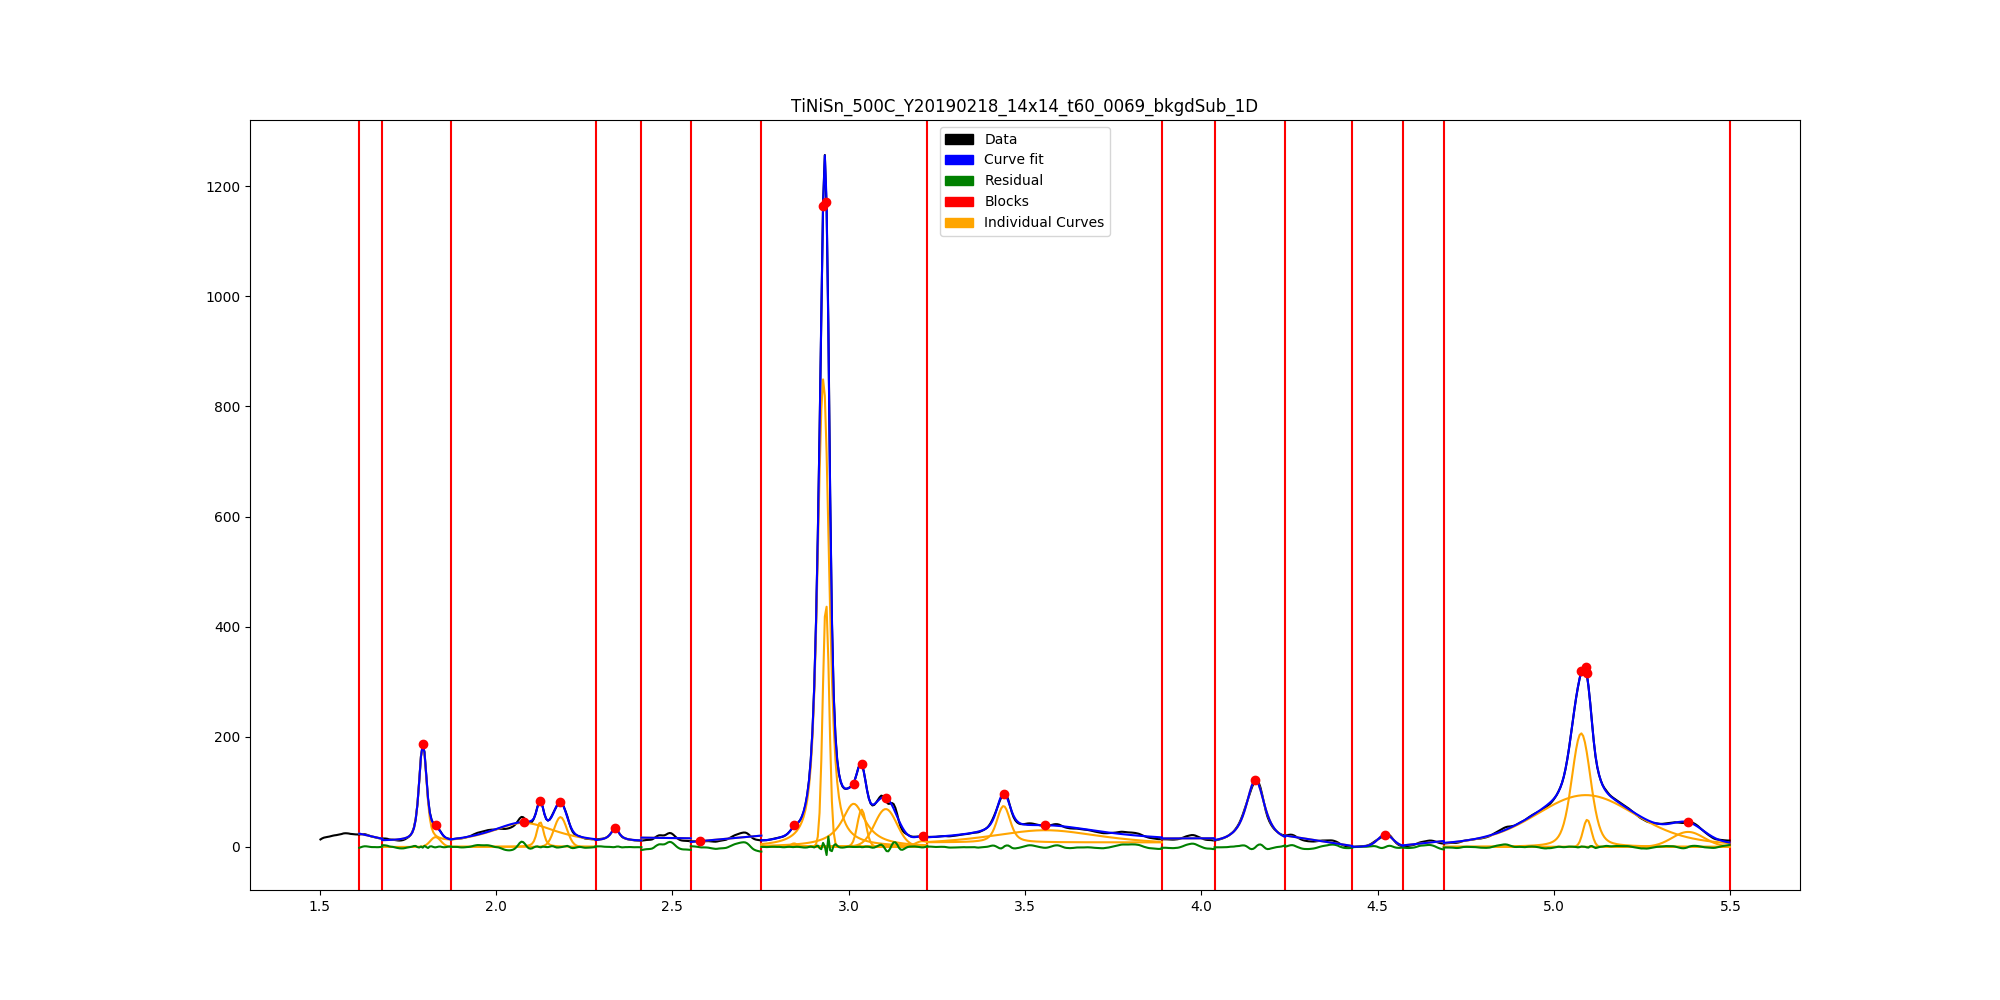 TiNiSn_500C_Y20190218_14x14_t60_0069_bkgdSub_1D
Data
Curve fit
Residual
Blocks
Individual Curves
1200
1000
800
600
400
200
0
1.5 2.0 2.5 3.0 3.5 4.0 4.5 5.0 5.5